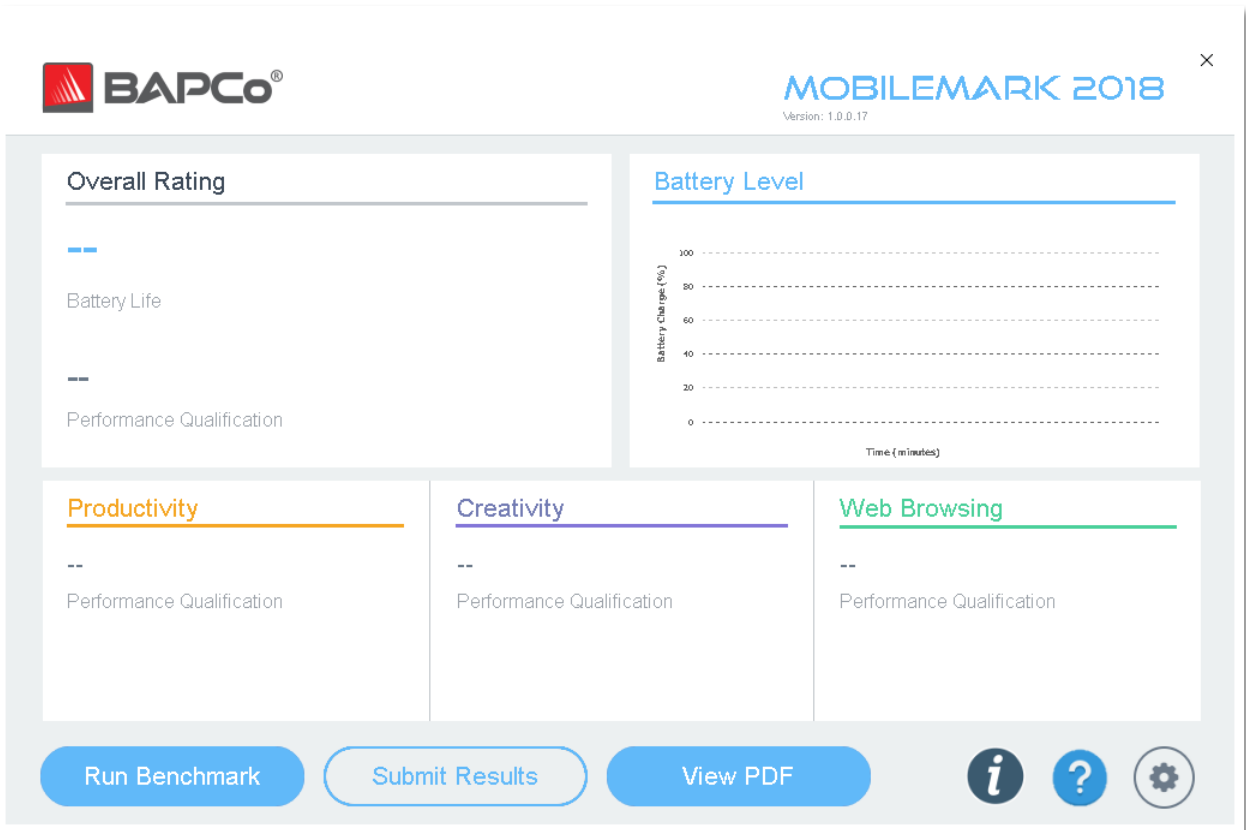 BAPCo®
MOBILEMARK 2018
Version: 1.0.0.17
Overall Rating
--
Battery Life
--
Performance Qualification
Battery Level
Battery Charge (%)
100
80
60
40
20
0
Time (minutes)
Productivity
--
Performance Qualification
Creativity
--
Performance Qualification
Web Browsing
--
Performance Qualification
Run Benchmark
Submit Results
View PDF
i
?